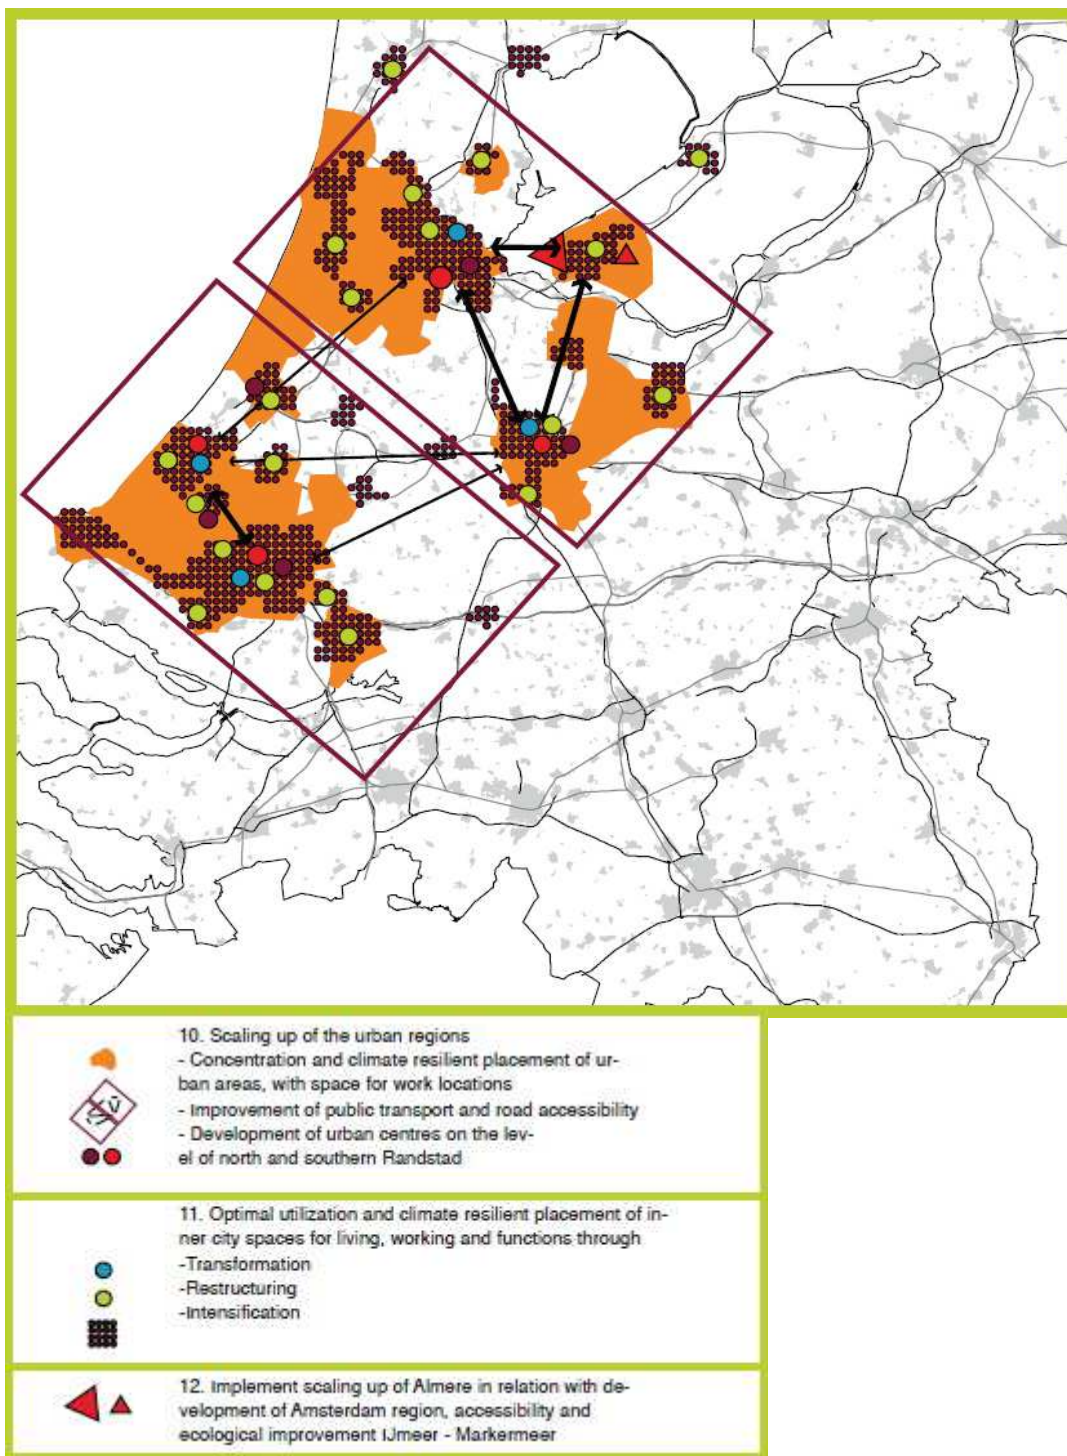 10. Scaling up of the urban regions
- Concentration and climate resilient placement of ur-
ban areas, with space for work locations
- Improvement of public transport and road accessibility
- Development of urban centres on the lev-
el of north and southern Randstad
11. Optimal utilization and climate resilient placement of in-
ner city spaces for living, working and functions through
-Transformation
-Restructuring
-Intensification
12. Implement scaling up of Almere in relation with de-
velopment of Amsterdam region, accessibility and
ecological improvement IJmeer - Markermeer